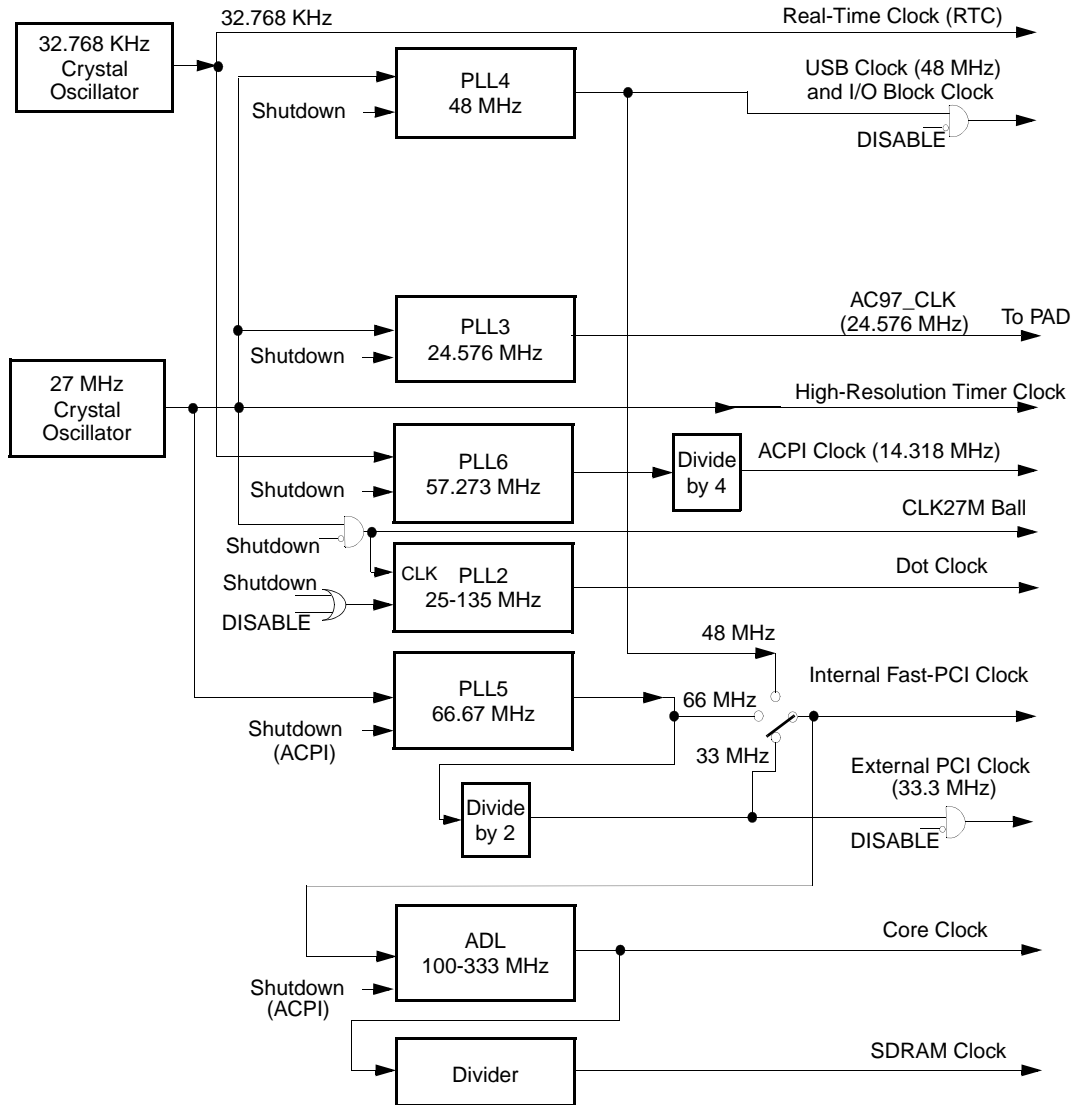 32.768 KHz
Real-Time Clock (RTC)
32.768 KHz
Crystal
Oscillator
PLL4
48 MHz
Shutdown
USB Clock (48 MHz)
and I/O Block Clock
DISABLE
PLL3
24.576 MHz
Shutdown
AC97_CLK
(24.576 MHz)
To PAD
27 MHz
Crystal
Oscillator
High-Resolution Timer Clock
PLL6
57.273 MHz
Shutdown
Divide
by 4
ACPI Clock (14.318 MHz)
CLK27M Ball
Shutdown
CLK
PLL2
25-135 MHz
Shutdown
DISABLE
Dot Clock
48 MHz
PLL5
66.67 MHz
Shutdown
(ACPI)
66 MHz
Internal Fast-PCI Clock
33 MHz
Divide
by 2
External PCI Clock
(33.3 MHz)
DISABLE
ADL
100-333 MHz
Shutdown
(ACPI)
Core Clock
Divider
SDRAM Clock